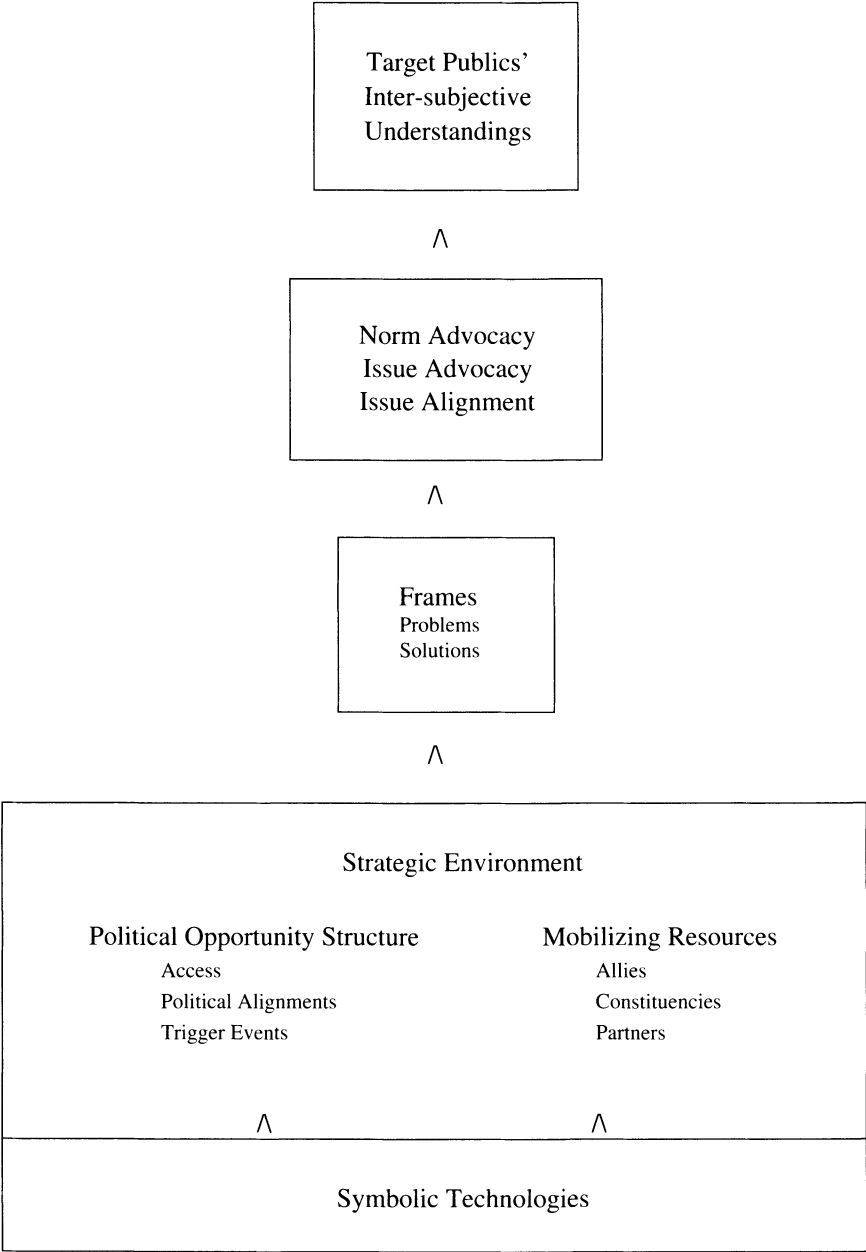 Target Publics'
Inter-subjective
Understandings
Norm Advocacy
Issue Advocacy
Issue Alignment
Frames
Problems
Solutions
Strategic Environment
Political Opportunity Structure
Access
Political Alignments
Trigger Events
Mobilizing Resources
Allies
Constituencies
Partners
Symbolic Technologies